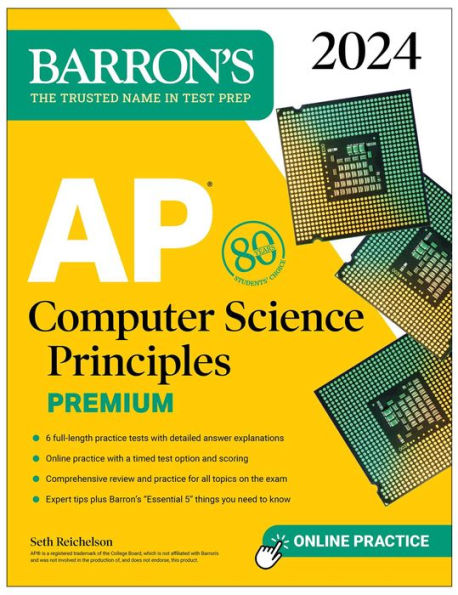 BARRON'S
THE TRUSTED NAME IN TEST PREP
2024
AP®
80
YEARS
STUDENTS' CHOICE
Computer Science
Principles
PREMIUM
6 full-length practice tests with detailed answer explanations
Online practice with a timed test option and scoring
Comprehensive review and practice for all topics on the exam
Expert tips plus Barron's “Essential 5” things you need to know
Seth Reichelson
AP® is a registered trademark of the College Board, which is not affiliated with Barron's
and was not involved in the production of, and does not endorse, this product.
ONLINE PRACTICE